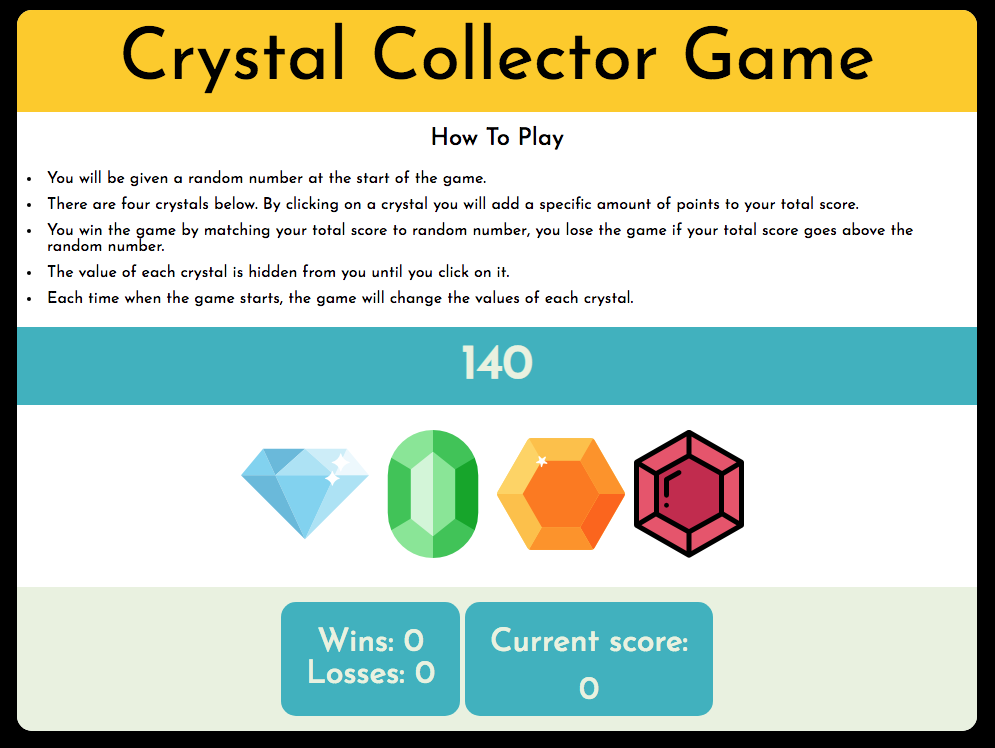 Crystal Collector Game
How To Play
• You will be given a random number at the start of the game.
• There are four crystals below. By clicking on a crystal you will add a specific amount of points to your total score.
• You win the game by matching your total score to random number, you lose the game if your total score goes above the
random number.
• The value of each crystal is hidden from you until you click on it.
• Each time when the game starts, the game will change the values of each crystal.
140
Wins: 0
Losses: 0
Current score:
0